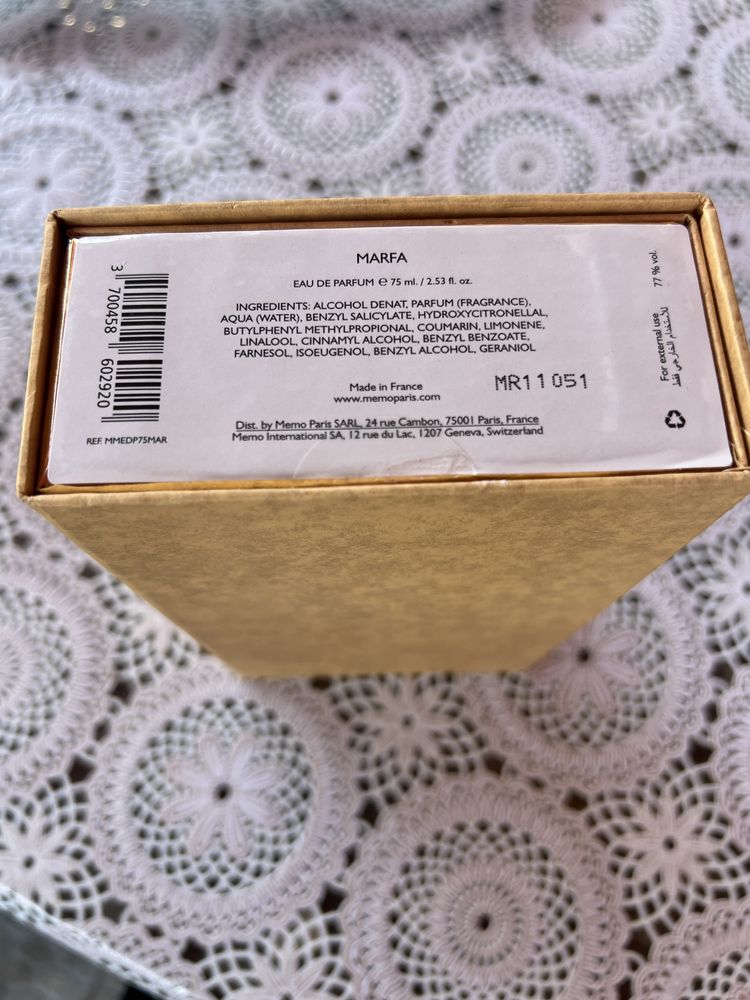 MARFA
EAU DE PARFUM ℮ 75 ml. / 2.53 fl. oz.
INGREDIENTS: ALCOHOL DENAT, PARFUM (FRAGRANCE),
AQUA (WATER), BENZYL SALICYLATE, HYDROXYCITRONELLAL,
BUTYLPHENYL METHYLPROPIONAL, COUMARIN, LIMONENE,
LINALOOL, CINNAMYL ALCOHOL, BENZYL BENZOATE,
FARNESOL, ISOEUGENOL, BENZYL ALCOHOL, GERANIOL
Made in France
www.memoparis.com
MR11051
Dist. by Memo Paris SARL, 24 rue Cambon, 75001 Paris, France
Memo International SA, 12 rue du Lac, 1207 Geneva, Switzerland
3 700458 602920
REF. MMEDP75MAR
77 % vol.
For external use
للأستخدام الخارجي فقط